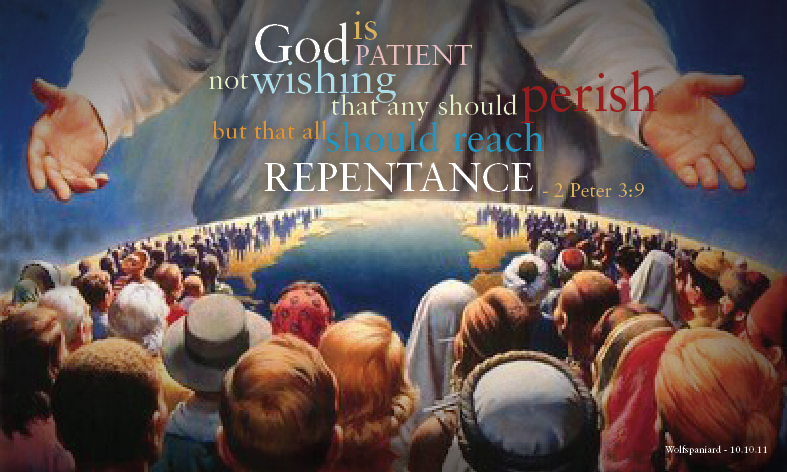 God is
PATIENT
not wishing
that any should perish
but that all should reach
REPENTANCE - 2 Peter 3:9
Wolfspaniard - 10.10.11